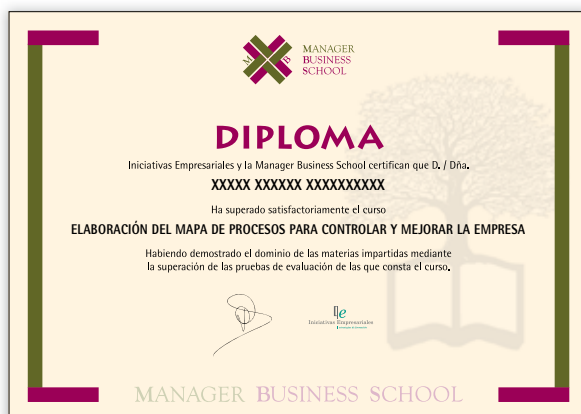 M B
MANAGER
BUSINESS
SCHOOL
DIPLOMA
Iniciativas Empresariales y la Manager Business School certifican que D. / Dña.
XXXXX XXXXXX XXXXXXXXXX
Ha superado satisfactoriamente el curso
ELABORACIÓN DEL MAPA DE PROCESOS PARA CONTROLAR Y MEJORAR LA EMPRESA
Habiendo demostrado el dominio de las materias impartidas mediante
la superación de las pruebas de evaluación de las que consta el curso.
Ie
Iniciativas Empresariales
MANAGER BUSINESS SCHOOL